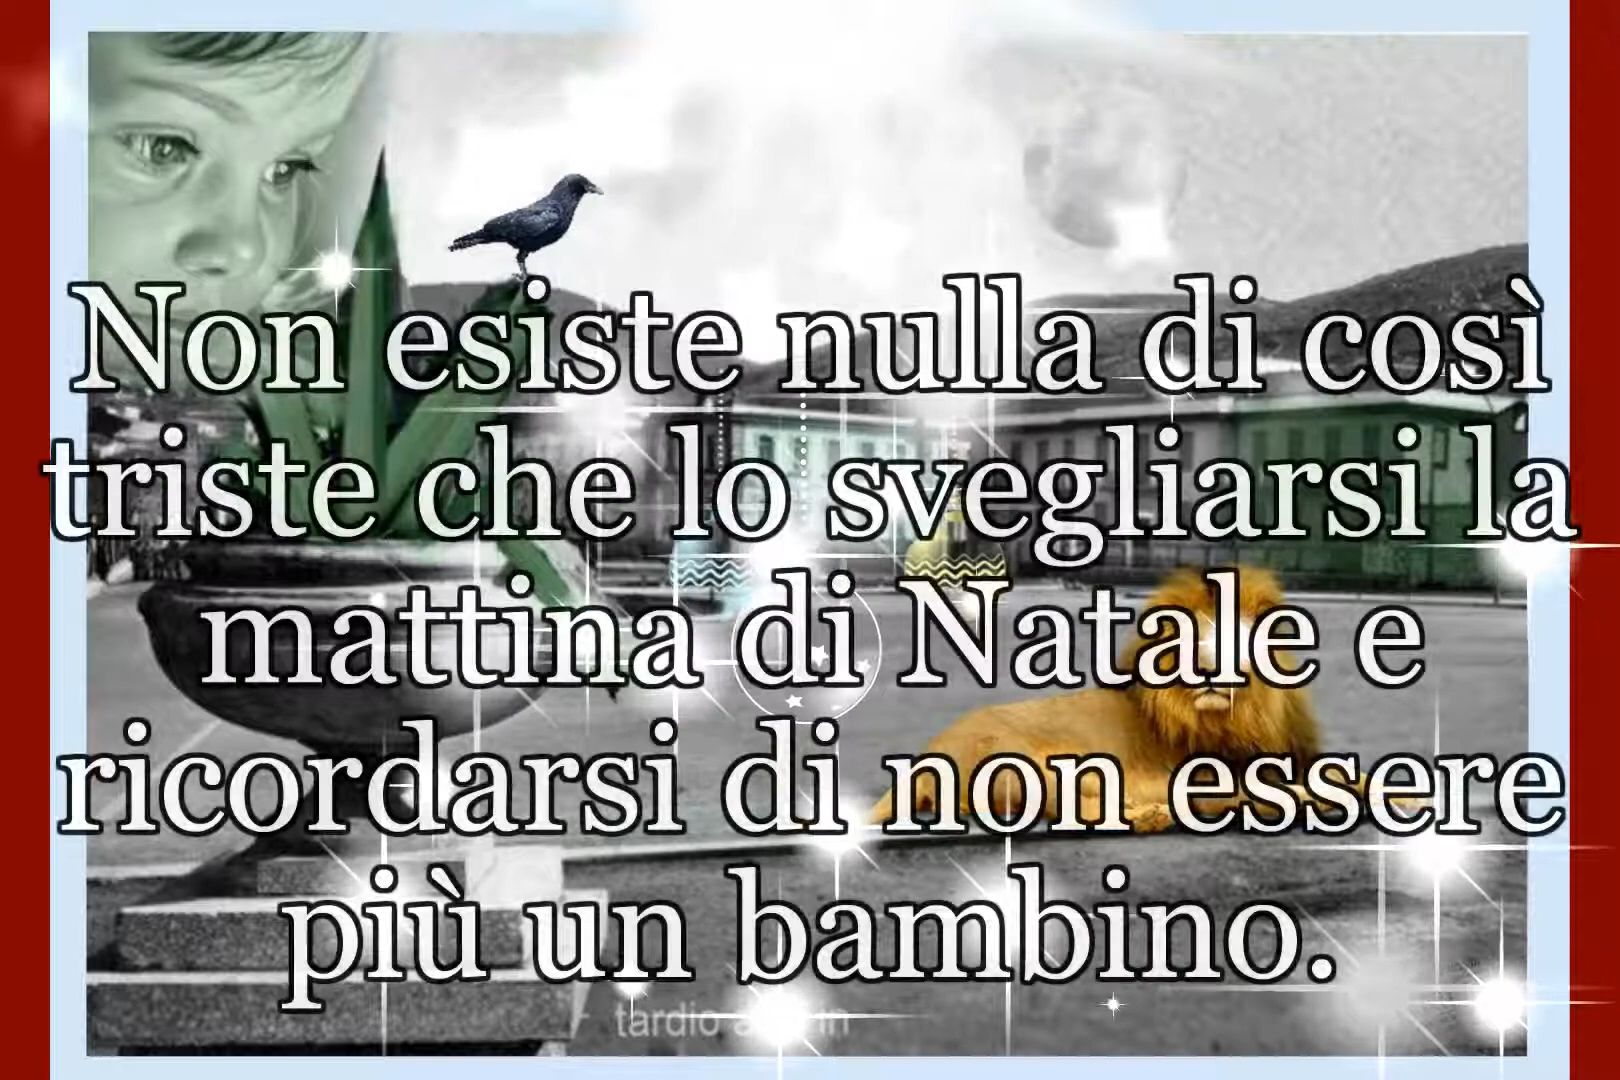 Non esiste nulla di così
triste che lo svegliarsi la
mattina di Natale e
ricordarsi di non essere
più un bambino.
tardio